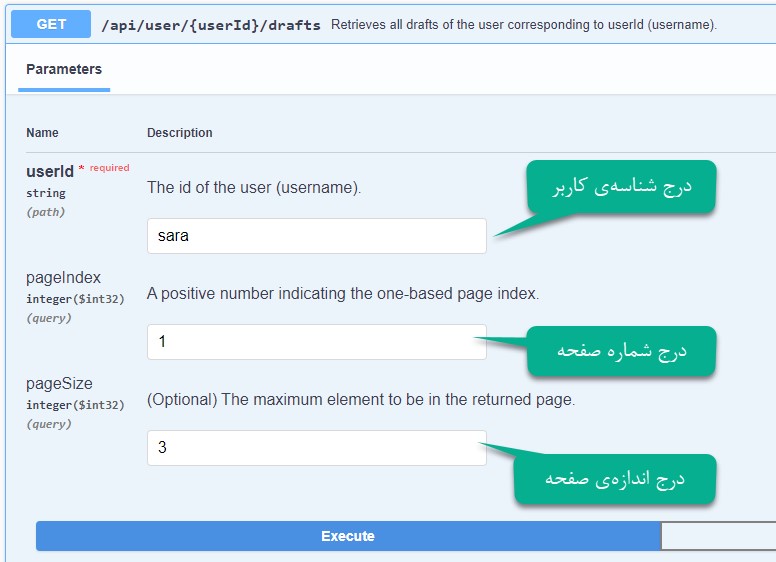 GET /api/user/{userId}/drafts Retrieves all drafts of the user corresponding to userId (username).
Parameters
Name Description
userId * required
string
(path)
The id of the user (username).
sara
درج شناسه‌ی کاربر
pageIndex
integer($int32)
(query)
A positive number indicating the one-based page index.
1
درج شماره صفحه
pageSize
integer($int32)
(query)
(Optional) The maximum element to be in the returned page.
3
درج اندازه‌ی صفحه
Execute